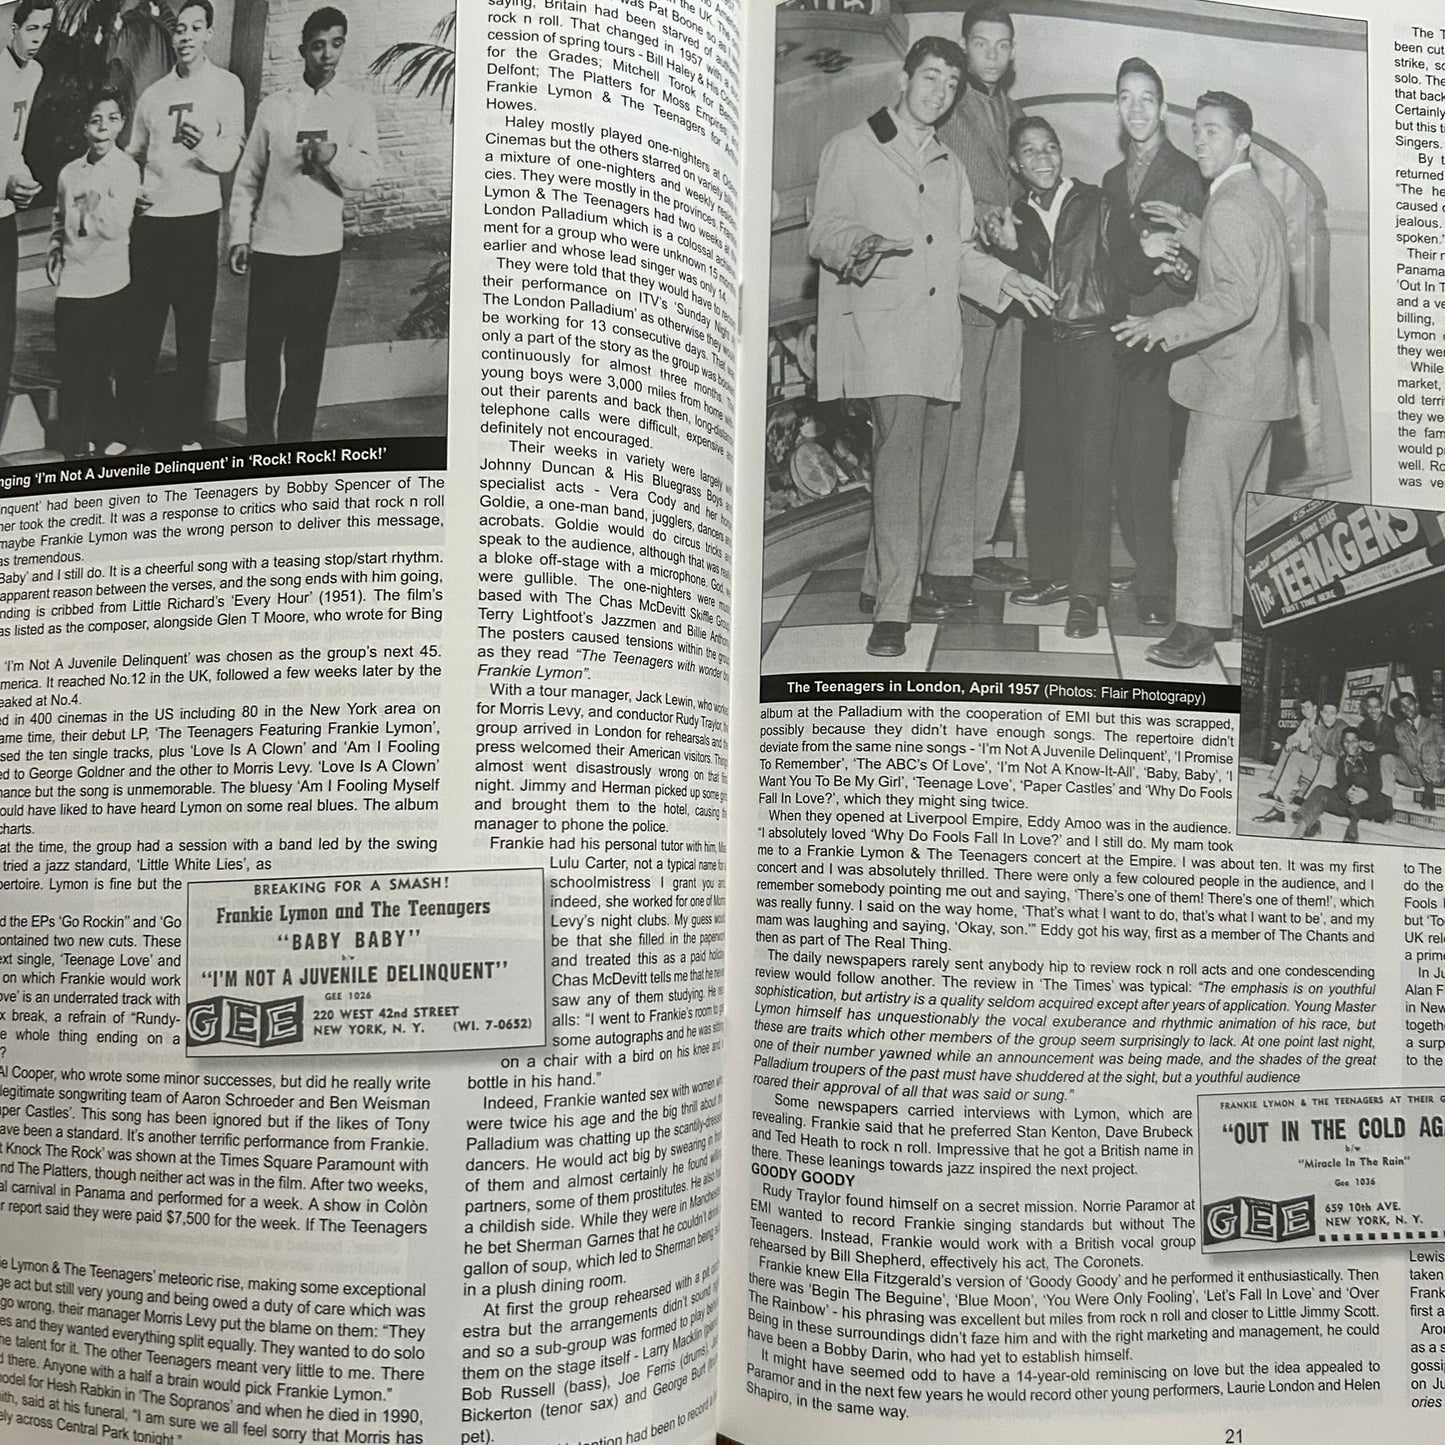 nging 'I'm Not A Juvenile Delinquent' in 'Rock! Rock! Rock!'
nquent' had been given to The Teenagers by Bobby Spencer of The
her took the credit. It was a response to critics who said that rock n roll
maybe Frankie Lymon was the wrong person to deliver this message,
as tremendous.
Baby' and I still do. It is a cheerful song with a teasing stop/start rhythm.
apparent reason between the verses, and the song ends with him going,
nding is cribbed from Little Richard's 'Every Hour' (1951). The film's
as listed as the composer, alongside Glen T Moore, who wrote for Bing
'I'm Not A Juvenile Delinquent' was chosen as the group's next 45.
merica. It reached No.12 in the UK, followed a few weeks later by the
eaked at No.4.
ed in 400 cinemas in the US including 80 in the New York area on
ame time, their debut LP, 'The Teenagers Featuring Frankie Lymon',
sed the ten single tracks, plus 'Love Is A Clown' and 'Am I Fooling
ed to George Goldner and the other to Morris Levy. 'Love Is A Clown'
nance but the song is unmemorable. The bluesy 'Am I Fooling Myself
ould have liked to have heard Lymon on some real blues. The album
charts.
at the time, the group had a session with a band led by the swing
tried a jazz standard, 'Little White Lies', as
pertoire. Lymon is fine but the
d the EPs 'Go Rockin'' and 'Go
ontained two new cuts. These
ext single, 'Teenage Love' and
on which Frankie would work
ove' is an underrated track with
x break, a refrain of "Rundy-
e whole thing ending on a
?
Al Cooper, who wrote some minor successes, but did he really write
legitimate songwriting team of Aaron Schroeder and Ben Weisman
aper Castles'. This song has been ignored but if the likes of Tony
ave been a standard. It's another terrific performance from Frankie.
t Knock The Rock' was shown at the Times Square Paramount with
nd The Platters, though neither act was in the film. After two weeks,
al carnival in Panama and performed for a week. A show in Colòn
r report said they were paid $7,500 for the week. If The Teenagers
ie Lymon & The Teenagers' meteoric rise, making some exceptional
ge act but still very young and being owed a duty of care which was
go wrong, their manager Morris Levy put the blame on them: "They
es and they wanted everything split equally. They wanted to do solo
he talent for it. The other Teenagers meant very little to me. There
d there. Anyone with a half a brain would pick Frankie Lymon."
model for Hesh Rabkin in 'The Sopranos' and when he died in 1990,
ith, said at his funeral, "I am sure we all feel sorry that Morris has
ely across Central Park tonight."
BREAKING FOR A SMASH!
Frankie Lymon and The Teenagers
"BABY BABY"
b/w
"I'M NOT A JUVENILE DELINQUENT"
GEE 1026
GEE
220 WEST 42nd STREET
NEW YORK, N. Y. (WI. 7-0652)
was Pat Boone so as
saying, Britain had been starved of
rock n roll. That changed in 1957 with a
cession of spring tours - Bill Haley & His
for the Grades; Mitchell Torok for Bernard
Delfont; The Platters for Moss Empires
Frankie Lymon & The Teenagers for
Howes.
Haley mostly played one-nighters at
Cinemas but the others starred on variety bills
a mixture of one-nighters and weekly
cies. They were mostly in the provinces.
Lymon & The Teenagers had two weeks at the
London Palladium which is a colossal
ment for a group who were unknown 15
earlier and whose lead singer was only 14.
They were told that they would have to
their performance on ITV's 'Sunday Night At
The London Palladium' as otherwise they would
be working for 13 consecutive days. That was
only a part of the story as the group was
continuously for almost three months. The
young boys were 3,000 miles from home
out their parents and back then, long-distance
telephone calls were difficult, expensive and
definitely not encouraged.
Their weeks in variety were largely with
Johnny Duncan & His Bluegrass Boys and
specialist acts - Vera Cody and her horse
Goldie, a one-man band, jugglers, dancers and
acrobats. Goldie would do circus tricks and
speak to the audience, although that was really
a bloke off-stage with a microphone. God, we
were gullible. The one-nighters were
based with The Chas McDevitt Skiffle Group,
Terry Lightfoot's Jazzmen and Billie Anthony.
The posters caused tensions within the group
as they read "The Teenagers with wonder boy
Frankie Lymon".
With a tour manager, Jack Lewin, who worked
for Morris Levy, and conductor Rudy Traylor, the
group arrived in London for rehearsals and the
press welcomed their American visitors. Things
almost went disastrously wrong on that first
night. Jimmy and Herman picked up some girls
and brought them to the hotel, causing the
manager to phone the police.
Frankie had his personal tutor with him, Miss
Lulu Carter, not a typical name for a
schoolmistress I grant you and
indeed, she worked for one of Morris
Levy's night clubs. My guess would
be that she filled in the paperwork
and treated this as a paid holiday.
Chas McDevitt tells me that he never
saw any of them studying. He
alls: "I went to Frankie's room to get
some autographs and he was sitting
on a chair with a bird on his knee and a
bottle in his hand."
Indeed, Frankie wanted sex with women who
were twice his age and the big thrill about the
Palladium was chatting up the scantily-dressed
dancers. He would act big by swearing in front
of them and almost certainly he found willing
partners, some of them prostitutes. He also had
a childish side. While they were in Manchester,
he bet Sherman Garnes that he couldn't drink a
gallon of soup, which led to Sherman being sick
in a plush dining room.
At first the group rehearsed with a pit orch-
estra but the arrangements didn't sound right
and so a sub-group was formed to play behind
them on the stage itself - Larry Macklin (piano),
Bob Russell (bass), Joe Ferris (drums),
Bickerton (tenor sax) and George Burt
pet).
ention had been to record a
The Teenagers in London, April 1957 (Photos: Flair Photograpy)
album at the Palladium with the cooperation of EMI but this was scrapped,
possibly because they didn't have enough songs. The repertoire didn't
deviate from the same nine songs - 'I'm Not A Juvenile Delinquent', 'I Promise
To Remember', 'The ABC's Of Love', 'I'm Not A Know-It-All', 'Baby, Baby', 'I
Want You To Be My Girl', 'Teenage Love', 'Paper Castles' and 'Why Do Fools
Fall In Love?', which they might sing twice.
When they opened at Liverpool Empire, Eddy Amoo was in the audience.
"I absolutely loved 'Why Do Fools Fall In Love?' and I still do. My mam took
me to a Frankie Lymon & The Teenagers concert at the Empire. I was about ten. It was my first
concert and I was absolutely thrilled. There were only a few coloured people in the audience, and I
remember somebody pointing me out and saying, 'There's one of them! There's one of them!', which
was really funny. I said on the way home, 'That's what I want to do, that's what I want to be', and my
mam was laughing and saying, 'Okay, son.'" Eddy got his way, first as a member of The Chants and
then as part of The Real Thing.
The daily newspapers rarely sent anybody hip to review rock n roll acts and one condescending
review would follow another. The review in 'The Times' was typical: "The emphasis is on youthful
sophistication, but artistry is a quality seldom acquired except after years of application. Young Master
Lymon himself has unquestionably the vocal exuberance and rhythmic animation of his race, but
these are traits which other members of the group seem surprisingly to lack. At one point last night,
one of their number yawned while an announcement was being made, and the shades of the great
Palladium troupers of the past must have shuddered at the sight, but a youthful audience
roared their approval of all that was said or sung."
Some newspapers carried interviews with Lymon, which are
revealing. Frankie said that he preferred Stan Kenton, Dave Brubeck
and Ted Heath to rock n roll. Impressive that he got a British name in
there. These leanings towards jazz inspired the next project.
GOODY GOODY
Rudy Traylor found himself on a secret mission. Norrie Paramor at
EMI wanted to record Frankie singing standards but without The
Teenagers. Instead, Frankie would work with a British vocal group
rehearsed by Bill Shepherd, effectively his act, The Coronets.
Frankie knew Ella Fitzgerald's version of 'Goody Goody' and he performed it enthusiastically. Then
there was 'Begin The Beguine', 'Blue Moon', 'You Were Only Fooling', 'Let's Fall In Love' and 'Over
The Rainbow' - his phrasing was excellent but miles from rock n roll and closer to Little Jimmy Scott.
Being in these surroundings didn't faze him and with the right marketing and management, he could
have been a Bobby Darin, who had yet to establish himself.
It might have seemed odd to have a 14-year-old reminiscing on love but the idea appealed to
Paramor and in the next few years he would record other young performers, Laurie London and Helen
Shapiro, in the same way.
21
The TEENAGERS
FIRST TIME HERE
FRANKIE LYMON & THE TEENAGERS AT THEIR G
"OUT IN THE COLD AGA
b/w
"Miracle In The Rain"
Gee 1036
GEE
659 10th AVE.
NEW YORK, N. Y.
The T
been cut
strike, so
solo. The
that back
Certainly
but this ti
Singers.
By t
returned
"The he
caused
jealous.
spoken."
Their r
Panama
'Out In T
and a ve
billing,
Lymon
they wer
While
market,
old terri
they we
the fam
would p
well. Ro
was ve
to The
do the
Fools
but 'To
UK rel
a prim
In Ju
Alan F
in New
togeth
a surp
to the
Lewis
taken
Frank
first a
Arou
as a s
gossi
on Ju
ories